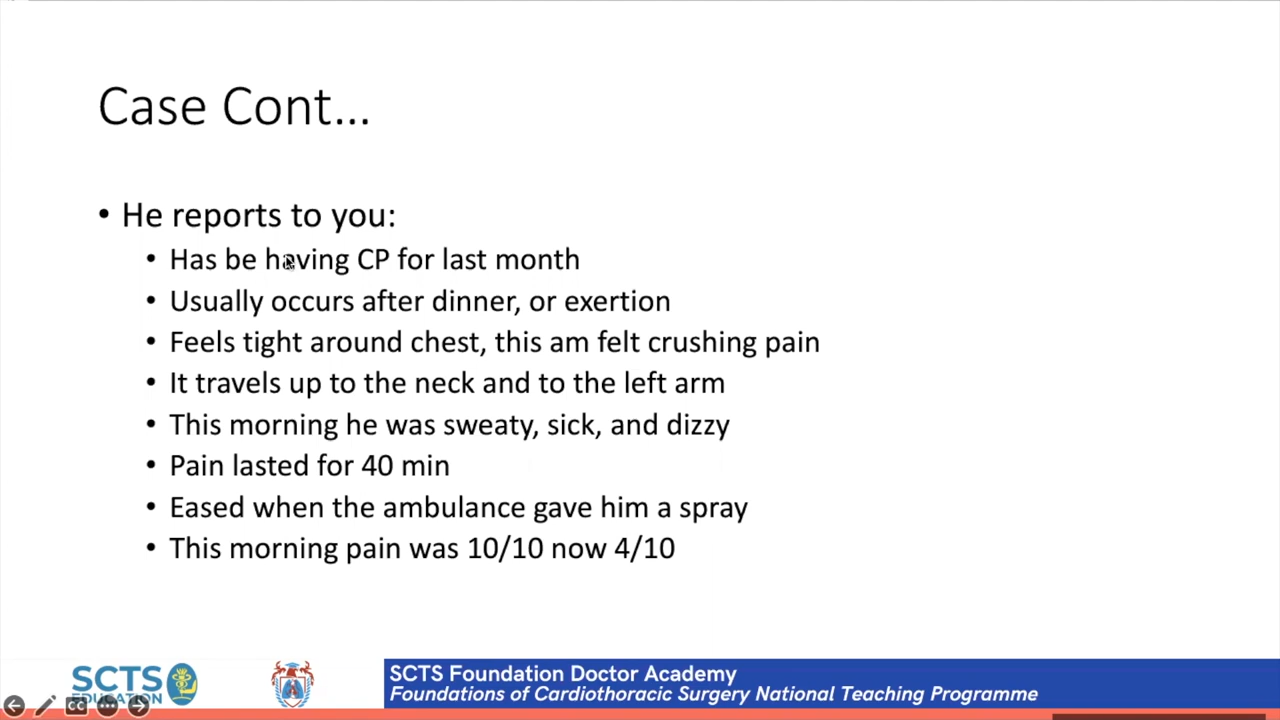 Case Cont...
• He reports to you:
• Has be having CP for last month
• Usually occurs after dinner, or exertion
• Feels tight around chest, this am felt crushing pain
• It travels up to the neck and to the left arm
• This morning he was sweaty, sick, and dizzy
• Pain lasted for 40 min
• Eased when the ambulance gave him a spray
• This morning pain was 10/10 now 4/10
SCTS
EDUCATION
SCTS Foundation Doctor Academy
Foundations of Cardiothoracic Surgery National Teaching Programme
CC